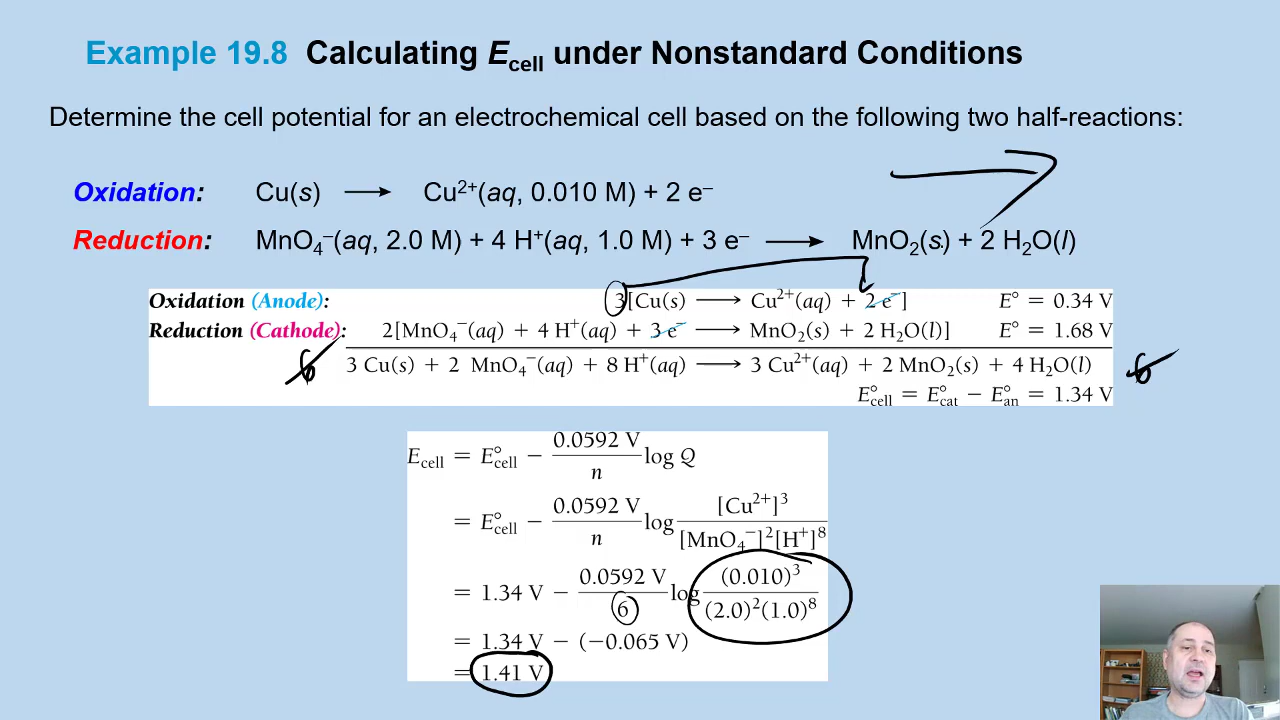 Example 19.8 Calculating Ecell under Nonstandard Conditions
Determine the cell potential for an electrochemical cell based on the following two half-reactions:
Oxidation: Cu(s) ⟶ Cu²⁺(aq, 0.010 M) + 2 e⁻
Reduction: MnO₄⁻(aq, 2.0 M) + 4 H⁺(aq, 1.0 M) + 3 e⁻ ⟶ MnO₂(s) + 2 H₂O(l)
Oxidation (Anode): 3[Cu(s) ⟶ Cu²⁺(aq) + 2 e⁻] E° = 0.34 V
Reduction (Cathode): 2[MnO₄⁻(aq) + 4 H⁺(aq) + 3 e⁻ ⟶ MnO₂(s) + 2 H₂O(l)] E° = 1.68 V
6 3 Cu(s) + 2 MnO₄⁻(aq) + 8 H⁺(aq) ⟶ 3 Cu²⁺(aq) + 2 MnO₂(s) + 4 H₂O(l) 6
E°cell = E°cat − E°an = 1.34 V
Ecell = E°cell − 0.0592 V / n log Q
= E°cell − 0.0592 V / n log [Cu²⁺]³ / [MnO₄⁻]²[H⁺]⁸
= 1.34 V − 0.0592 V / 6 log (0.010)³ / (2.0)²(1.0)⁸
= 1.34 V − (−0.065 V)
= 1.41 V